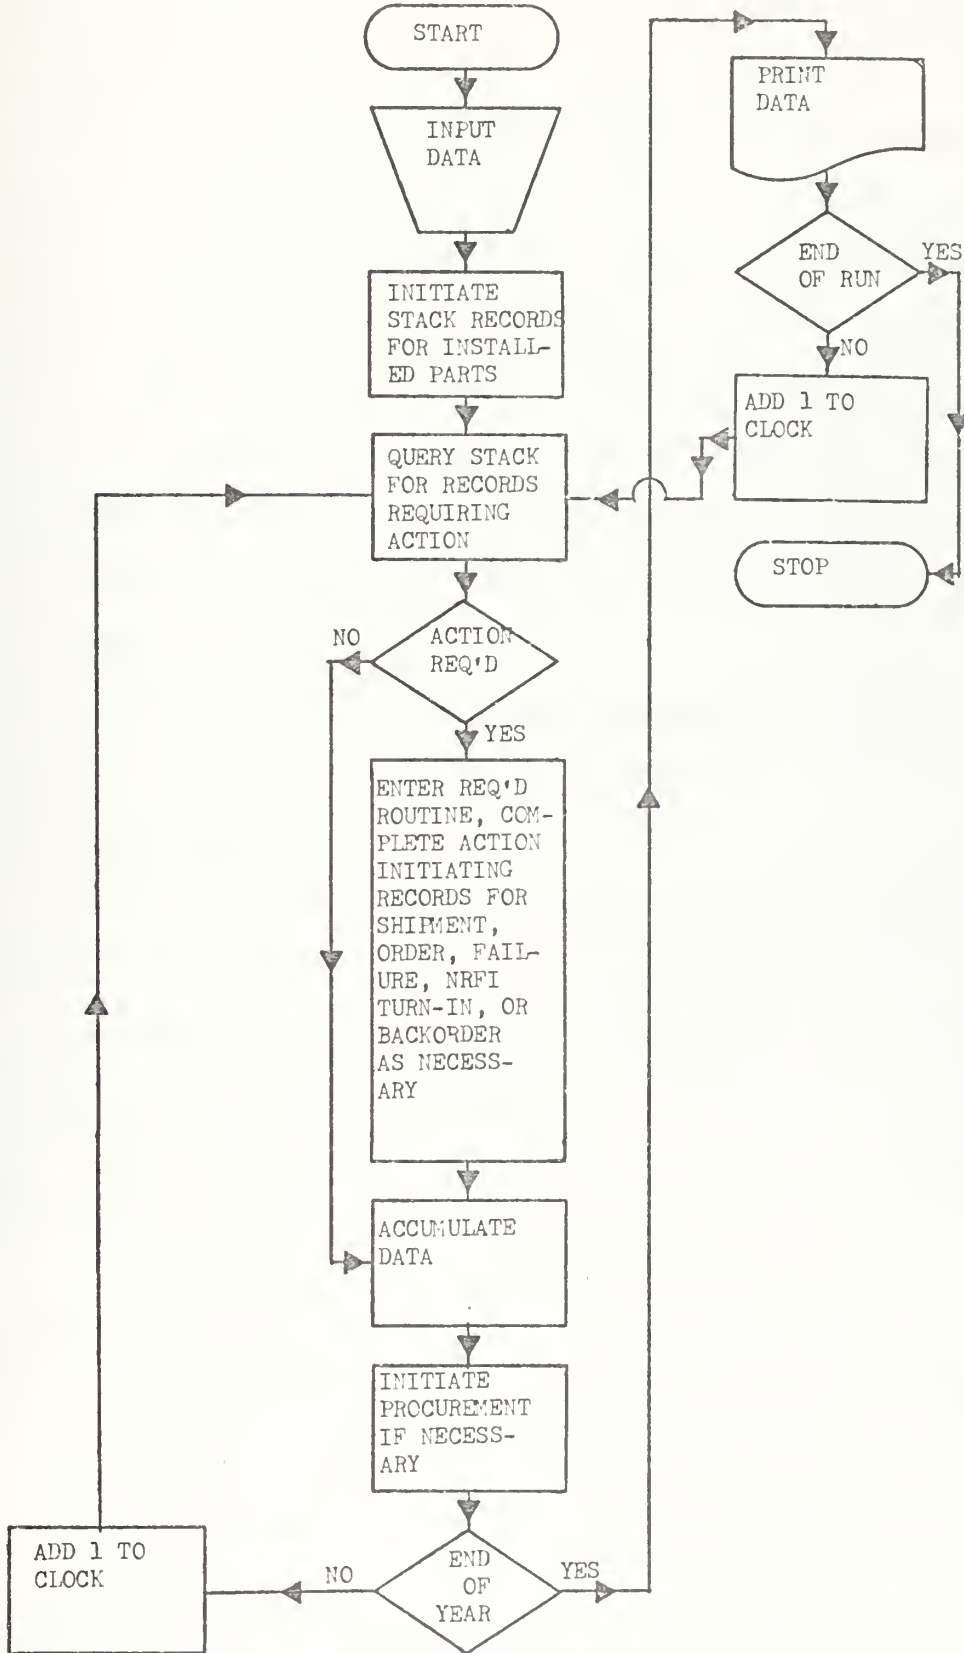 START
INPUT
DATA
INITIATE
STACK RECORDS
FOR INSTALL-
ED PARTS
QUERY STACK
FOR RECORDS
REQUIRING
ACTION
ACTION
REQ'D
NO
YES
ENTER REQ'D
ROUTINE, COM-
PLETE ACTION
INITIATING
RECORDS FOR
SHIPMENT,
ORDER, FAIL-
URE, NRFI
TURN-IN, OR
BACKORDER
AS NECESS-
ARY
ACCUMULATE
DATA
INITIATE
PROCUREMENT
IF NECESS-
ARY
END
OF
YEAR
NO
YES
ADD 1 TO
CLOCK
PRINT
DATA
END
OF RUN
YES
NO
ADD 1 TO
CLOCK
STOP